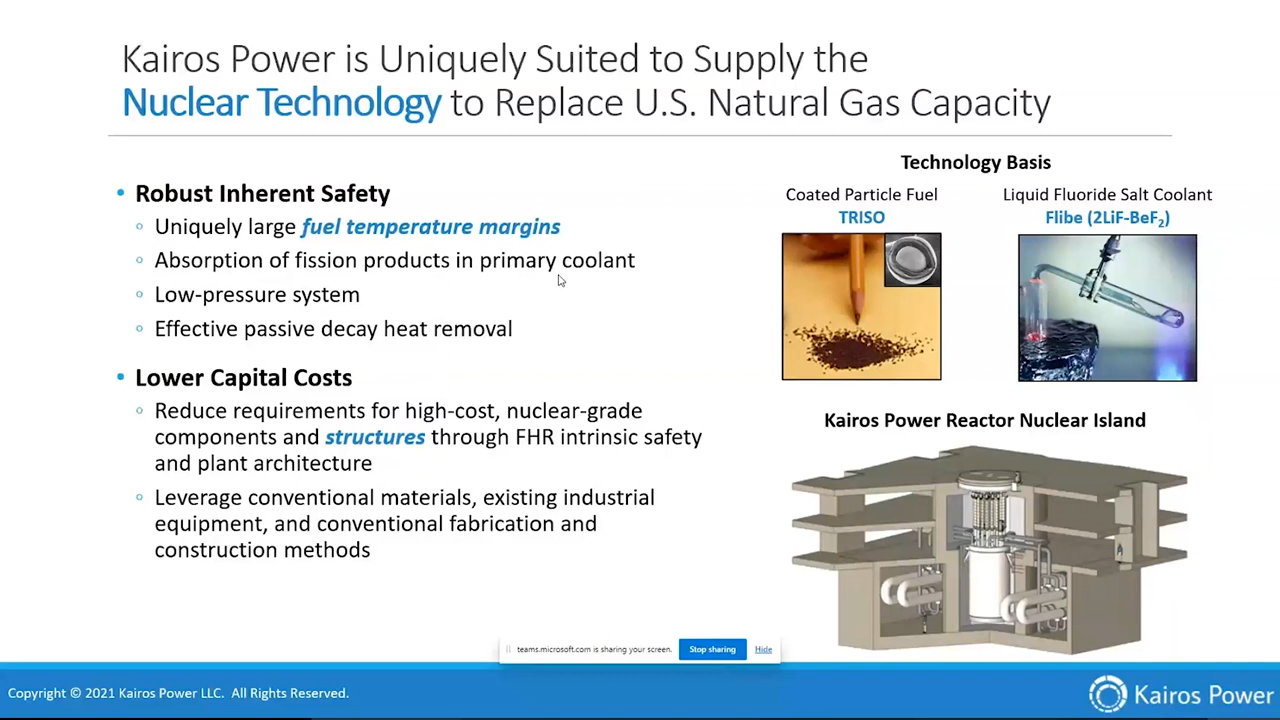 Kairos Power is Uniquely Suited to Supply the
Nuclear Technology to Replace U.S. Natural Gas Capacity
• Robust Inherent Safety
◦ Uniquely large fuel temperature margins
◦ Absorption of fission products in primary coolant
◦ Low-pressure system
◦ Effective passive decay heat removal
• Lower Capital Costs
◦ Reduce requirements for high-cost, nuclear-grade
components and structures through FHR intrinsic safety
and plant architecture
◦ Leverage conventional materials, existing industrial
equipment, and conventional fabrication and
construction methods
Technology Basis
Coated Particle Fuel
TRISO
Liquid Fluoride Salt Coolant
Flibe (2LiF-BeF₂)
Kairos Power Reactor Nuclear Island
teams.microsoft.com is sharing your screen.
Stop sharing
Hide
Copyright © 2021 Kairos Power LLC. All Rights Reserved.
Kairos Power